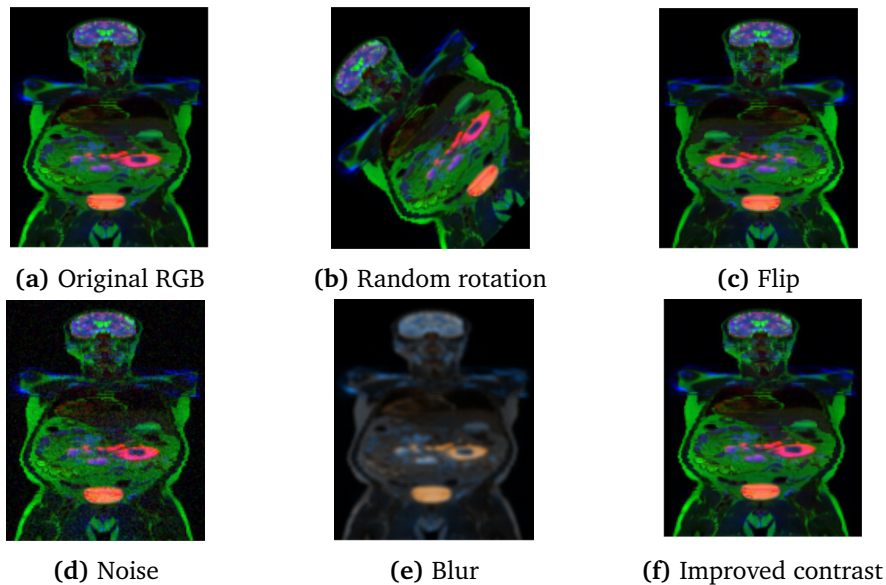 (a) Original RGB
(b) Random rotation
(c) Flip
(d) Noise
(e) Blur
(f) Improved contrast